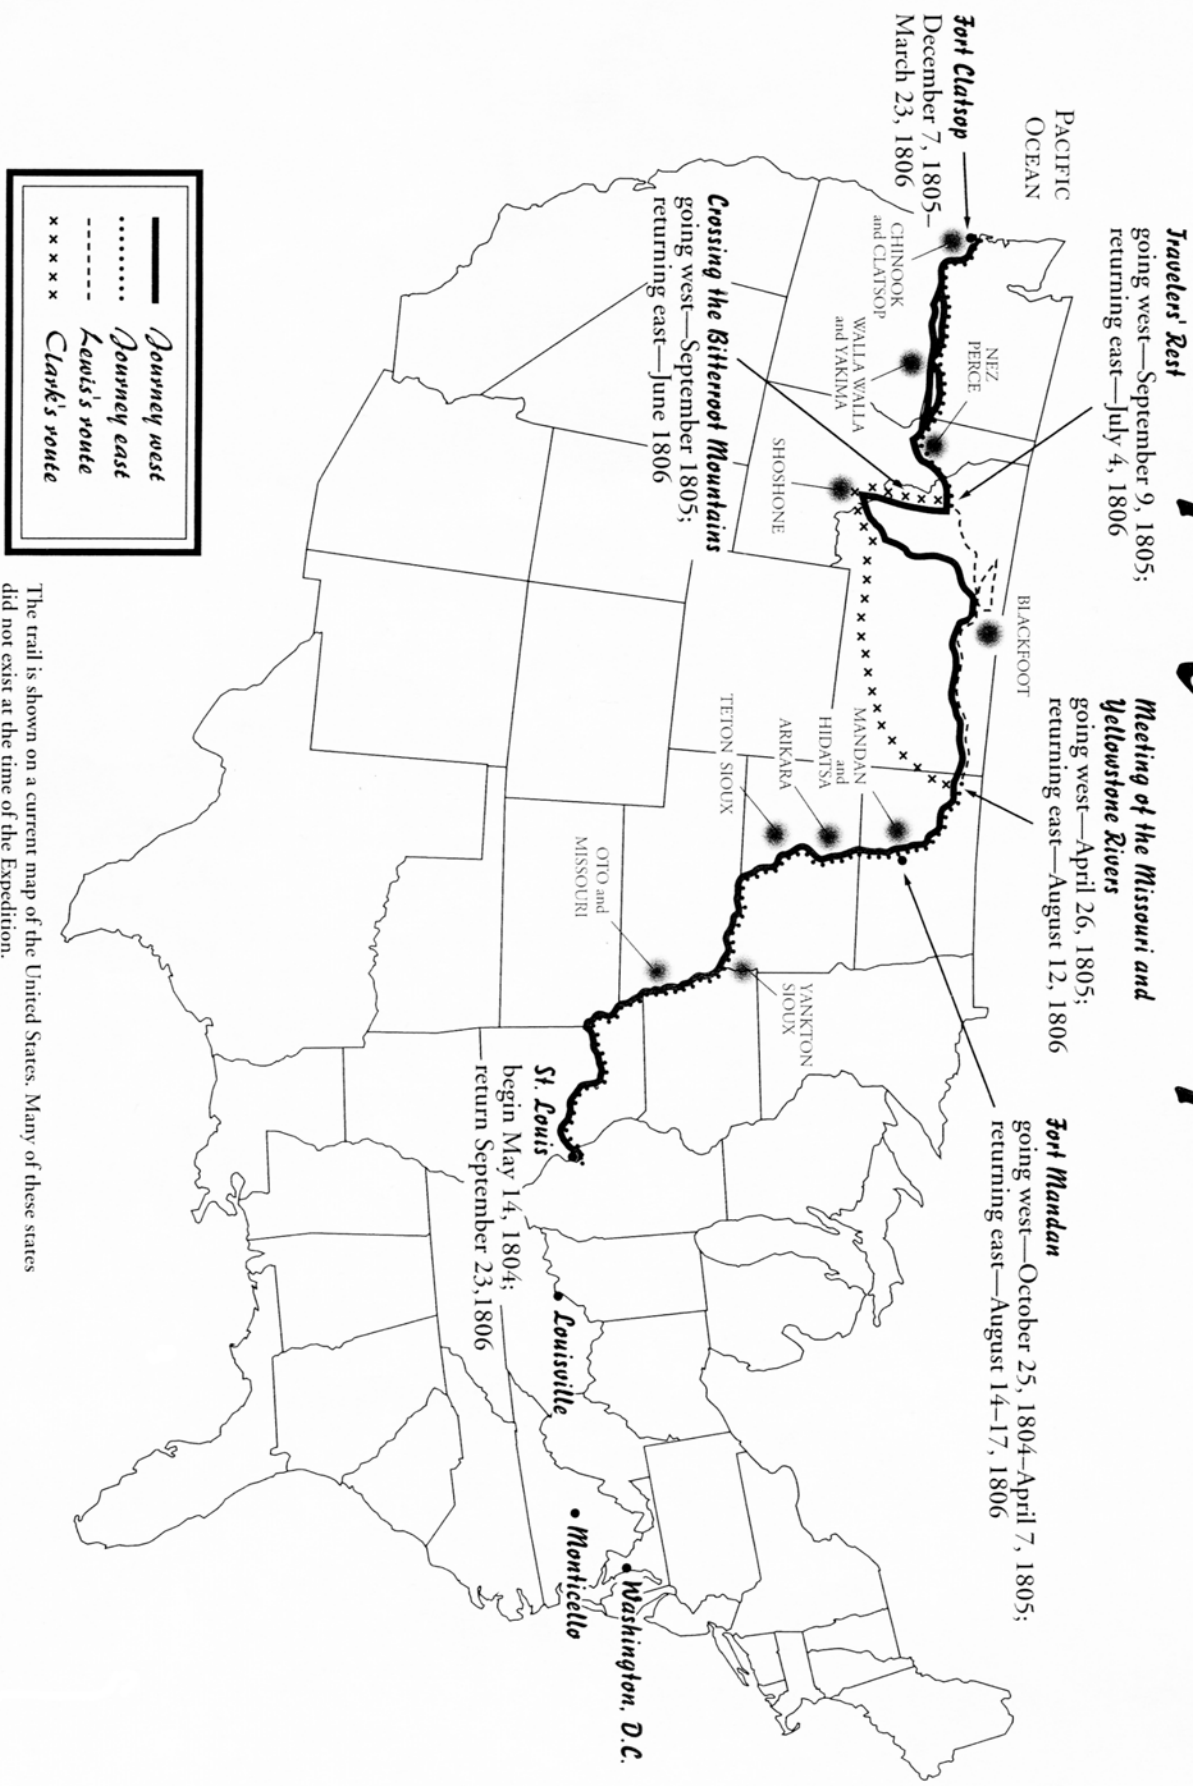 Travelers' Rest
going west—September 9, 1805;
returning east—July 4, 1806
Meeting of the Missouri and
Yellowstone Rivers
going west—April 26, 1805;
returning east—August 12, 1806
Fort Mandan
going west—October 25, 1804–April 7, 1805;
returning east—August 14–17, 1806
PACIFIC
OCEAN
Fort Clatsop
December 7, 1805–
March 23, 1806
CHINOOK
and CLATSOP
NEZ
PERCE
WALLA WALLA
and YAKIMA
BLACKFOOT
SHOSHONE
Crossing the Bitterroot Mountains
going west—September 1805;
returning east—June 1806
MANDAN
and
HIDATSA
ARIKARA
TETON SIOUX
YANKTON
SIOUX
OTO and
MISSOURI
St. Louis
begin May 14, 1804;
return September 23,1806
Louisville
Monticello
Washington, D.C.
Journey west
Journey east
Lewis's route
Clark's route
The trail is shown on a current map of the United States. Many of these states
did not exist at the time of the Expedition.